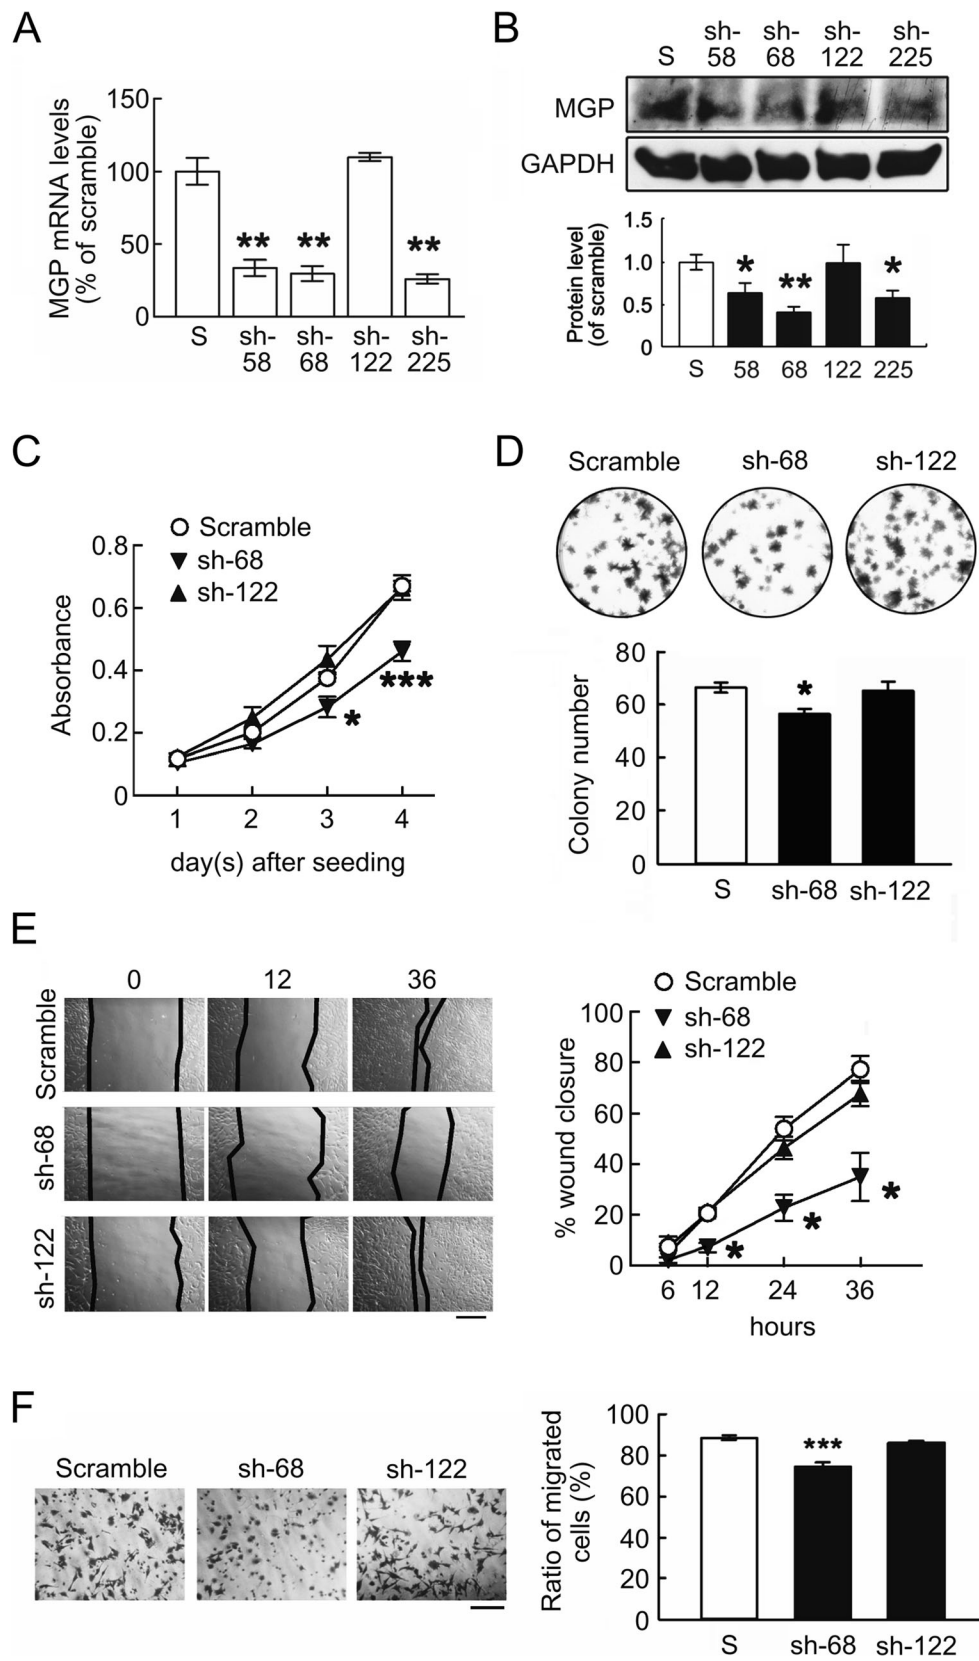 A
MGP mRNA levels
(% of scramble)
150
100
50
0
**
**
**
S
sh-
58
sh-
68
sh-
122
sh-
225
B
S
sh-
58
sh-
68
sh-
122
sh-
225
MGP
GAPDH
Protein level
(of scramble)
1.5
1.0
0.5
0
*
**
*
S
58
68
122
225
C
Scramble
sh-68
sh-122
Absorbance
0.8
0.6
0.4
0.2
0
***
*
1
2
3
4
day(s) after seeding
D
Scramble
sh-68
sh-122
Colony number
80
60
40
20
0
*
S
sh-68
sh-122
E
0
12
36
Scramble
sh-68
sh-122
Scramble
sh-68
sh-122
% wound closure
100
80
60
40
20
0
*
*
*
6
12
24
36
hours
F
Scramble
sh-68
sh-122
Ratio of migrated
cells (%)
100
80
60
40
20
0
***
S
sh-68
sh-122